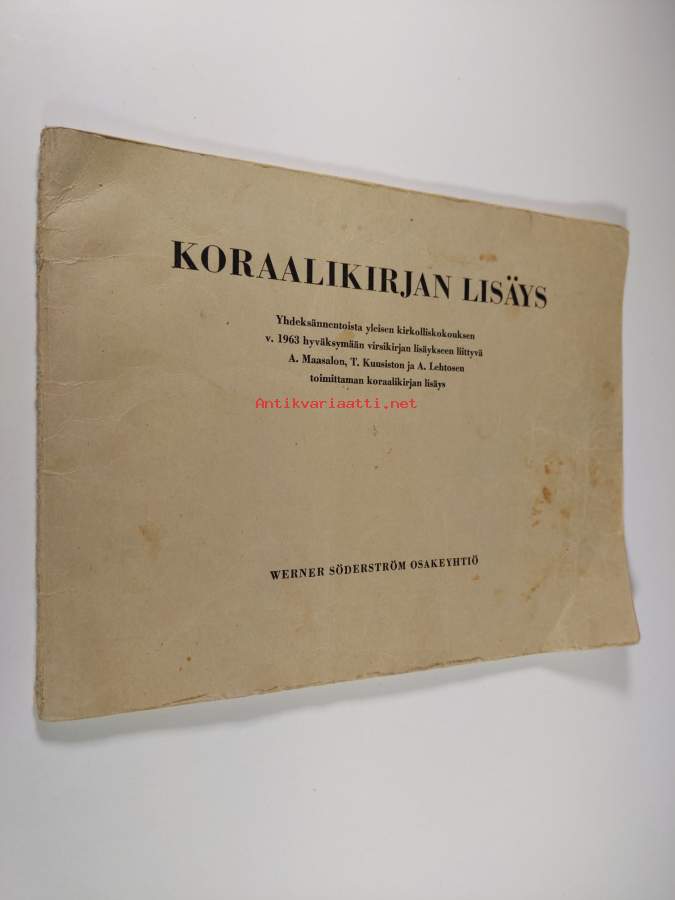 KORAALIKIRJAN LISÄYS
Yhdeksännentoista yleisen kirkolliskokouksen
v. 1963 hyväksymään virsikirjan lisäykseen liittyvä
A. Maasalon, T. Kuusiston ja A. Lehtosen
toimittaman koraalikirjan lisäys
Antikvariaatti.net
WERNER SÖDERSTRÖM OSAKEYHTIÖ